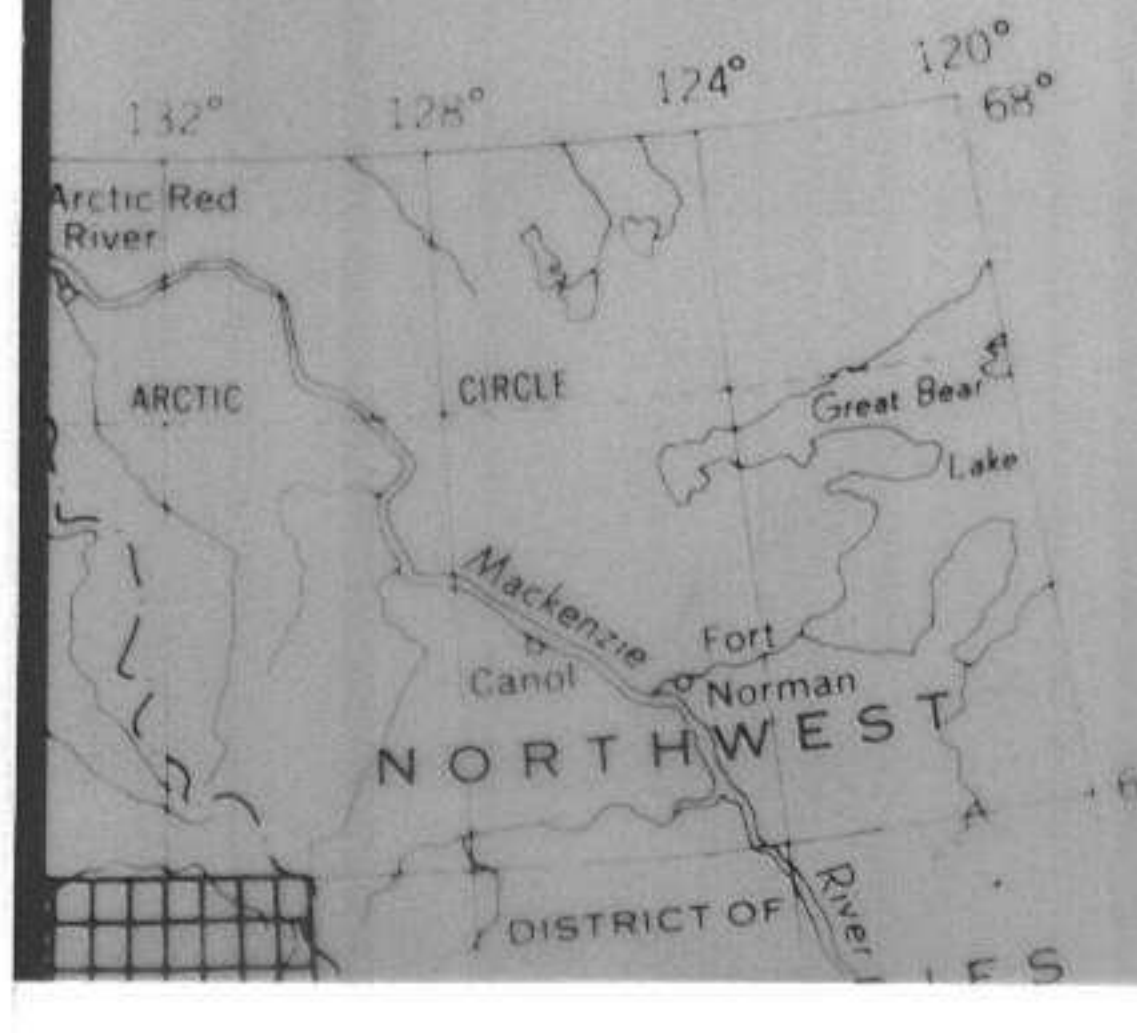 120°
132° 128° 124° 68°
Arctic Red
River
ARCTIC CIRCLE
Great Bear
Lake
Mackenzie
Fort
Canol
Norman
NORTHWEST
River
DISTRICT OF